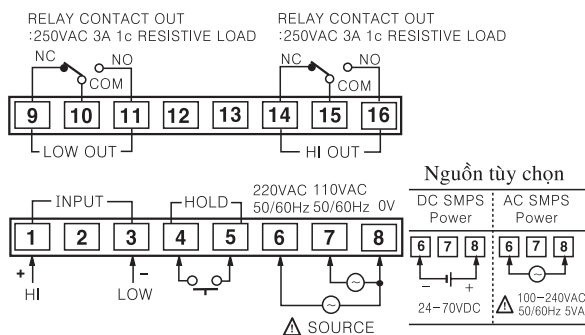 RELAY CONTACT OUT RELAY CONTACT OUT
:250VAC 3A 1c RESISTIVE LOAD :250VAC 3A 1c RESISTIVE LOAD
NC NO NC NO
COM COM
9 10 11 12 13 14 15 16
LOW OUT HI OUT
Nguồn tùy chọn
INPUT HOLD 220VAC 110VAC DC SMPS AC SMPS
50/60Hz 50/60Hz 0V Power Power
1 2 3 4 5 6 7 8 6 7 8 6 7 8
+ - - +
HI LOW 24-70VDC 100-240VAC
50/60Hz 5VA
SOURCE